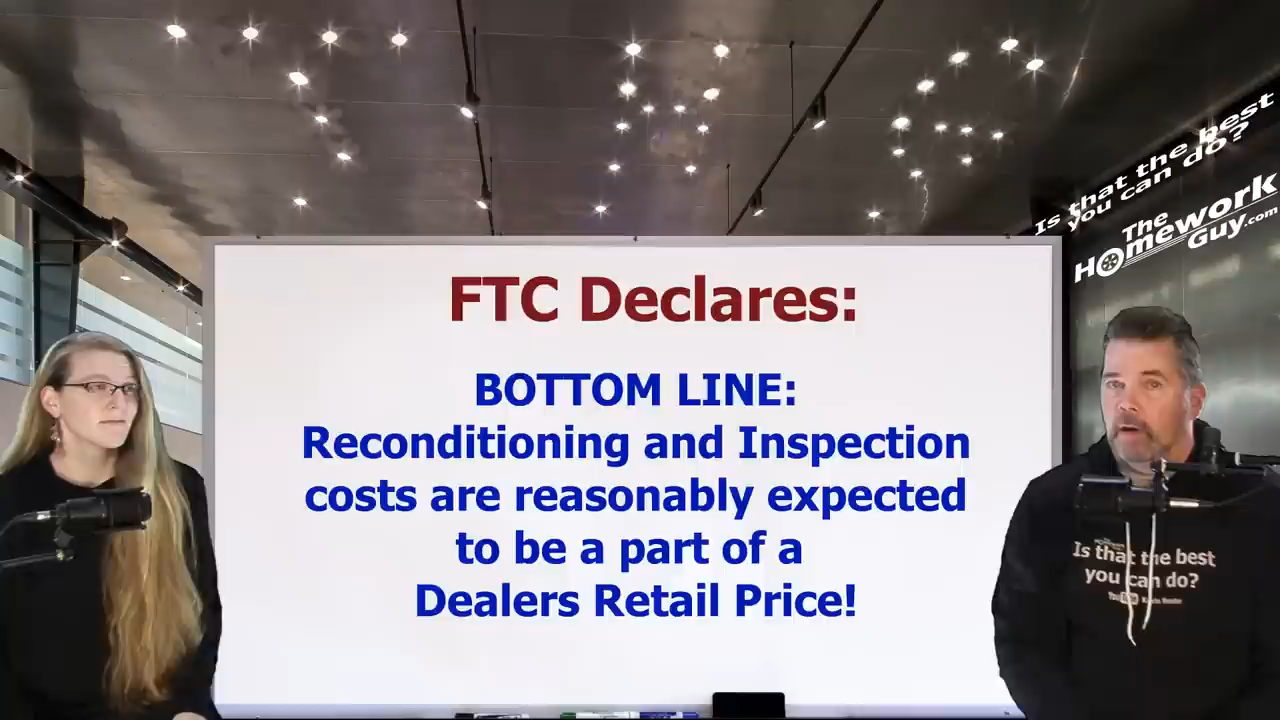 Is that the best
you can do?
The
Homework
Guy.com
FTC Declares:
BOTTOM LINE:
Reconditioning and Inspection
costs are reasonably expected
to be a part of a
Dealers Retail Price!
Is that the best
you can do?